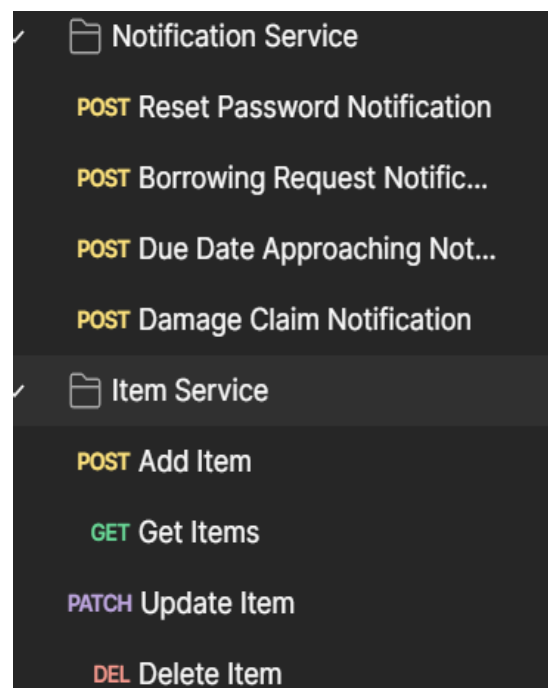 Notification Service
POST Reset Password Notification
POST Borrowing Request Notific...
POST Due Date Approaching Not...
POST Damage Claim Notification
Item Service
POST Add Item
GET Get Items
PATCH Update Item
DEL Delete Item